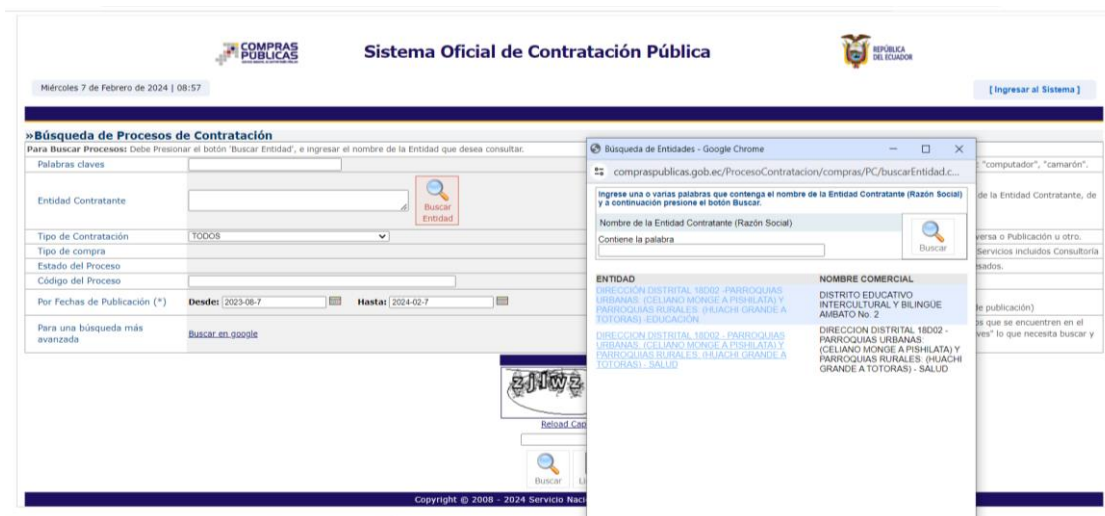 COMPRAS
PÚBLICAS
Sistema Oficial de Contratación Pública
REPÚBLICA
DEL ECUADOR
Miércoles 7 de Febrero de 2024 | 08:57
[ Ingresar al Sistema ]
»Búsqueda de Procesos de Contratación
Para Buscar Procesos: Debe Presionar el botón 'Buscar Entidad', e ingresar el nombre de la Entidad que desea consultar.
Palabras claves
"computador", "camarón".
Entidad Contratante
Buscar
Entidad
de la Entidad Contratante, de
Tipo de Contratación
TODOS
versa o Publicación u otro.
Tipo de compra
Servicios incluidos Consultoría
Estado del Proceso
Código del Proceso
Por Fechas de Publicación (*)
Desde: 2023-08-7
Hasta: 2024-02-7
de publicación)
Para una búsqueda más
avanzada
Buscar en google
os que se encuentren en el
ves" lo que necesita buscar y
Reload Cap
Buscar
Copyright © 2008 - 2024 Servicio Naci
Búsqueda de Entidades - Google Chrome
compraspublicas.gob.ec/ProcesoContratacion/compras/PC/buscarEntidad.c...
Ingrese una o varias palabras que contenga el nombre de la Entidad Contratante (Razón Social)
y a continuación presione el botón Buscar.
Nombre de la Entidad Contratante (Razón Social)
Contiene la palabra
Buscar
ENTIDAD
NOMBRE COMERCIAL
DIRECCIÓN DISTRITAL 18D02 -PARROQUIAS
URBANAS: (CELIANO MONGE A PISHILATA) Y
PARROQUIAS RURALES: (HUACHI GRANDE A
TOTORAS) -EDUCACIÓN
DISTRITO EDUCATIVO
INTERCULTURAL Y BILINGÜE
AMBATO No. 2
DIRECCION DISTRITAL 18D02 - PARROQUIAS
URBANAS: (CELIANO MONGE A PISHILATA) Y
PARROQUIAS RURALES: (HUACHI GRANDE A
TOTORAS) - SALUD
DIRECCION DISTRITAL 18D02 -
PARROQUIAS URBANAS:
(CELIANO MONGE A PISHILATA) Y
PARROQUIAS RURALES: (HUACHI
GRANDE A TOTORAS) - SALUD